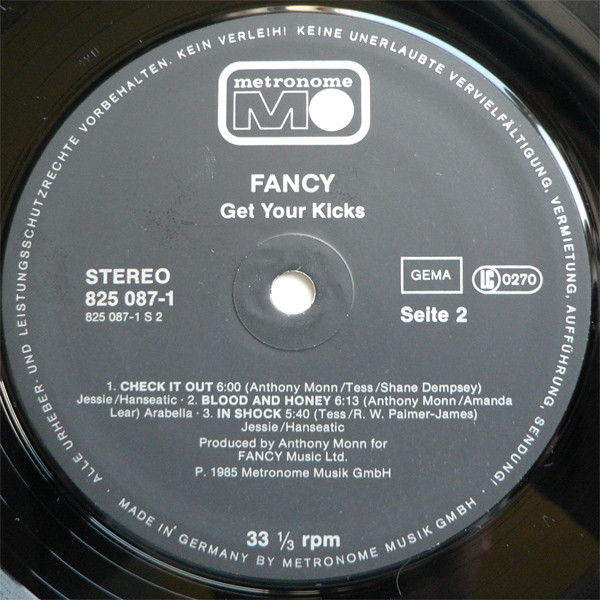 ALLE URHEBER- UND LEISTUNGSSCHUTZRECHTE VORBEHALTEN. KEIN VERLEIH! KEINE UNERLAUBTE VERVIELFÄLTIGUNG, VERMIETUNG, AUFFÜHRUNG, SENDUNG!
metronome
MO
FANCY
Get Your Kicks
STEREO
825 087-1
825 087-1 S 2
GEMA
LC 0270
Seite 2
1. CHECK IT OUT 6:00 (Anthony Monn/Tess/Shane Dempsey)
Jessie/Hanseatic · 2. BLOOD AND HONEY 6:13 (Anthony Monn/Amanda
Lear) Arabella · 3. IN SHOCK 5:40 (Tess/R. W. Palmer-James)
Jessie/Hanseatic
Produced by Anthony Monn for
FANCY Music Ltd.
P. 1985 Metronome Musik GmbH
33 ⅓ rpm
· MADE IN GERMANY BY METRONOME MUSIK GMBH ·